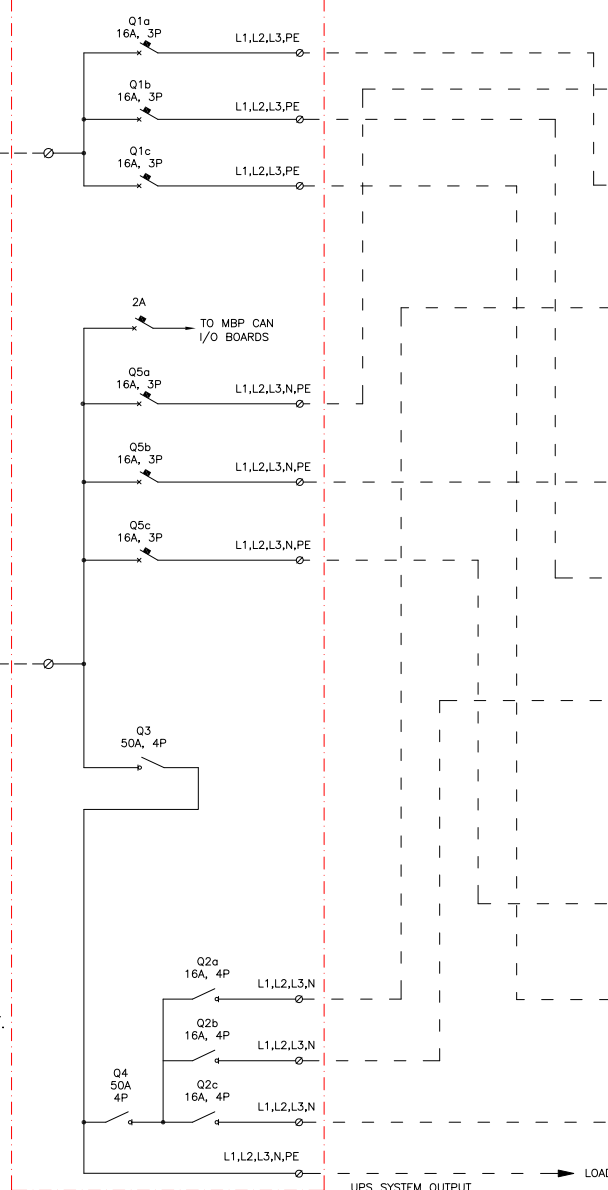 Q1a
16A, 3P
L1,L2,L3,PE
Q1b
16A, 3P
L1,L2,L3,PE
Q1c
16A, 3P
L1,L2,L3,PE
2A
TO MBP CAN
I/O BOARDS
Q5a
16A, 3P
L1,L2,L3,N,PE
Q5b
16A, 3P
L1,L2,L3,N,PE
Q5c
16A, 3P
L1,L2,L3,N,PE
Q3
50A, 4P
Q2a
16A, 4P
L1,L2,L3,N
Q2b
16A, 4P
L1,L2,L3,N
Q4
50A
4P
Q2c
16A, 4P
L1,L2,L3,N
L1,L2,L3,N,PE
LOAD
UPS SYSTEM OUTPUT